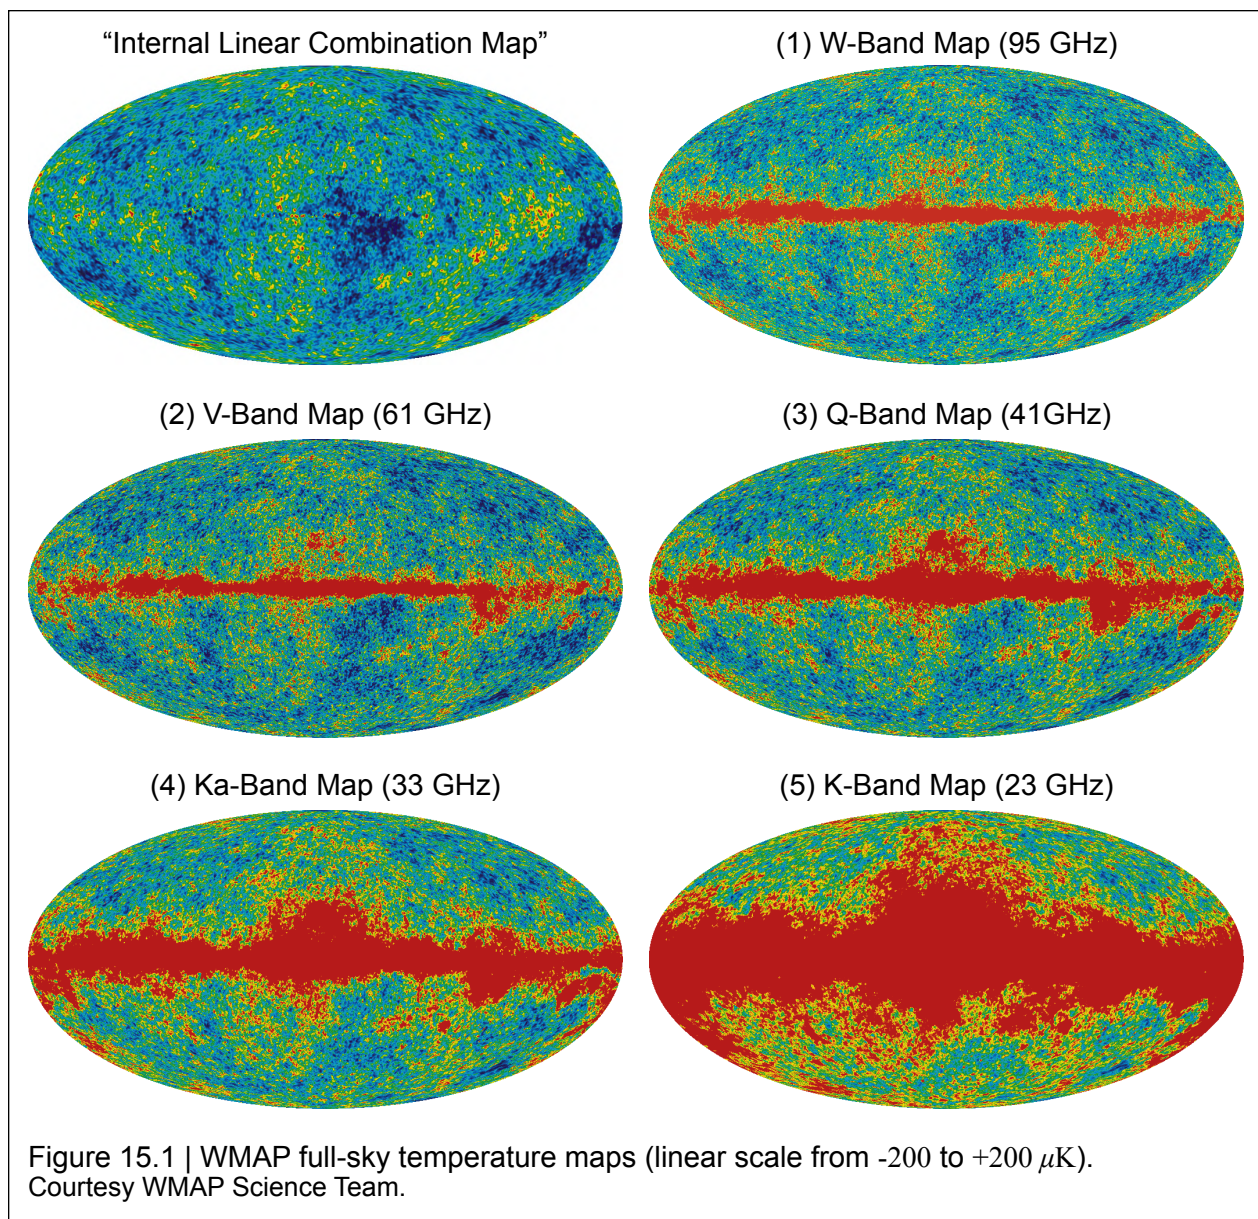 “Internal Linear Combination Map”
(1) W-Band Map (95 GHz)
(2) V-Band Map (61 GHz)
(3) Q-Band Map (41GHz)
(4) Ka-Band Map (33 GHz)
(5) K-Band Map (23 GHz)
Figure 15.1 | WMAP full-sky temperature maps (linear scale from -200 to +200 μK).
Courtesy WMAP Science Team.